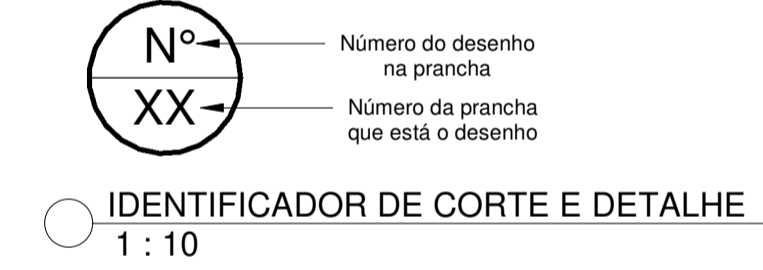 N°
Número do desenho
na prancha
XX
Número da prancha
que está o desenho
IDENTIFICADOR DE CORTE E DETALHE
1 : 10